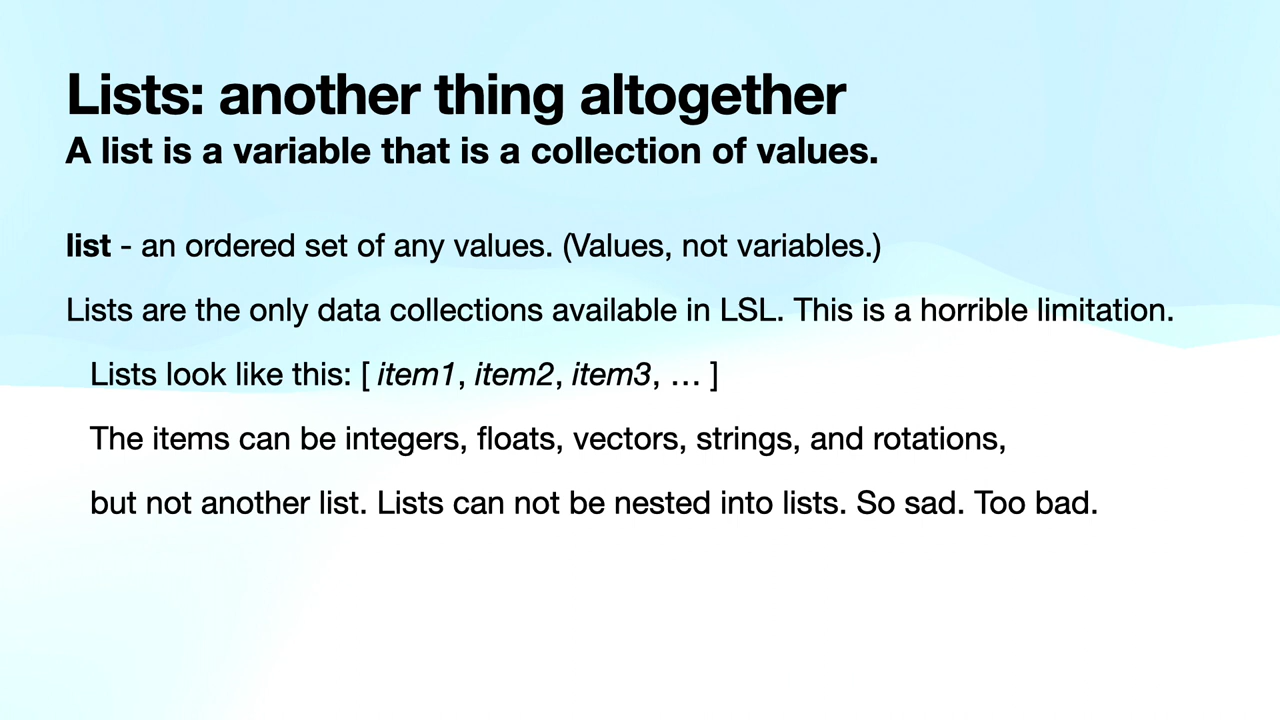 Lists: another thing altogether
A list is a variable that is a collection of values.
list - an ordered set of any values. (Values, not variables.)
Lists are the only data collections available in LSL. This is a horrible limitation.
Lists look like this: [ item1, item2, item3, … ]
The items can be integers, floats, vectors, strings, and rotations,
but not another list. Lists can not be nested into lists. So sad. Too bad.